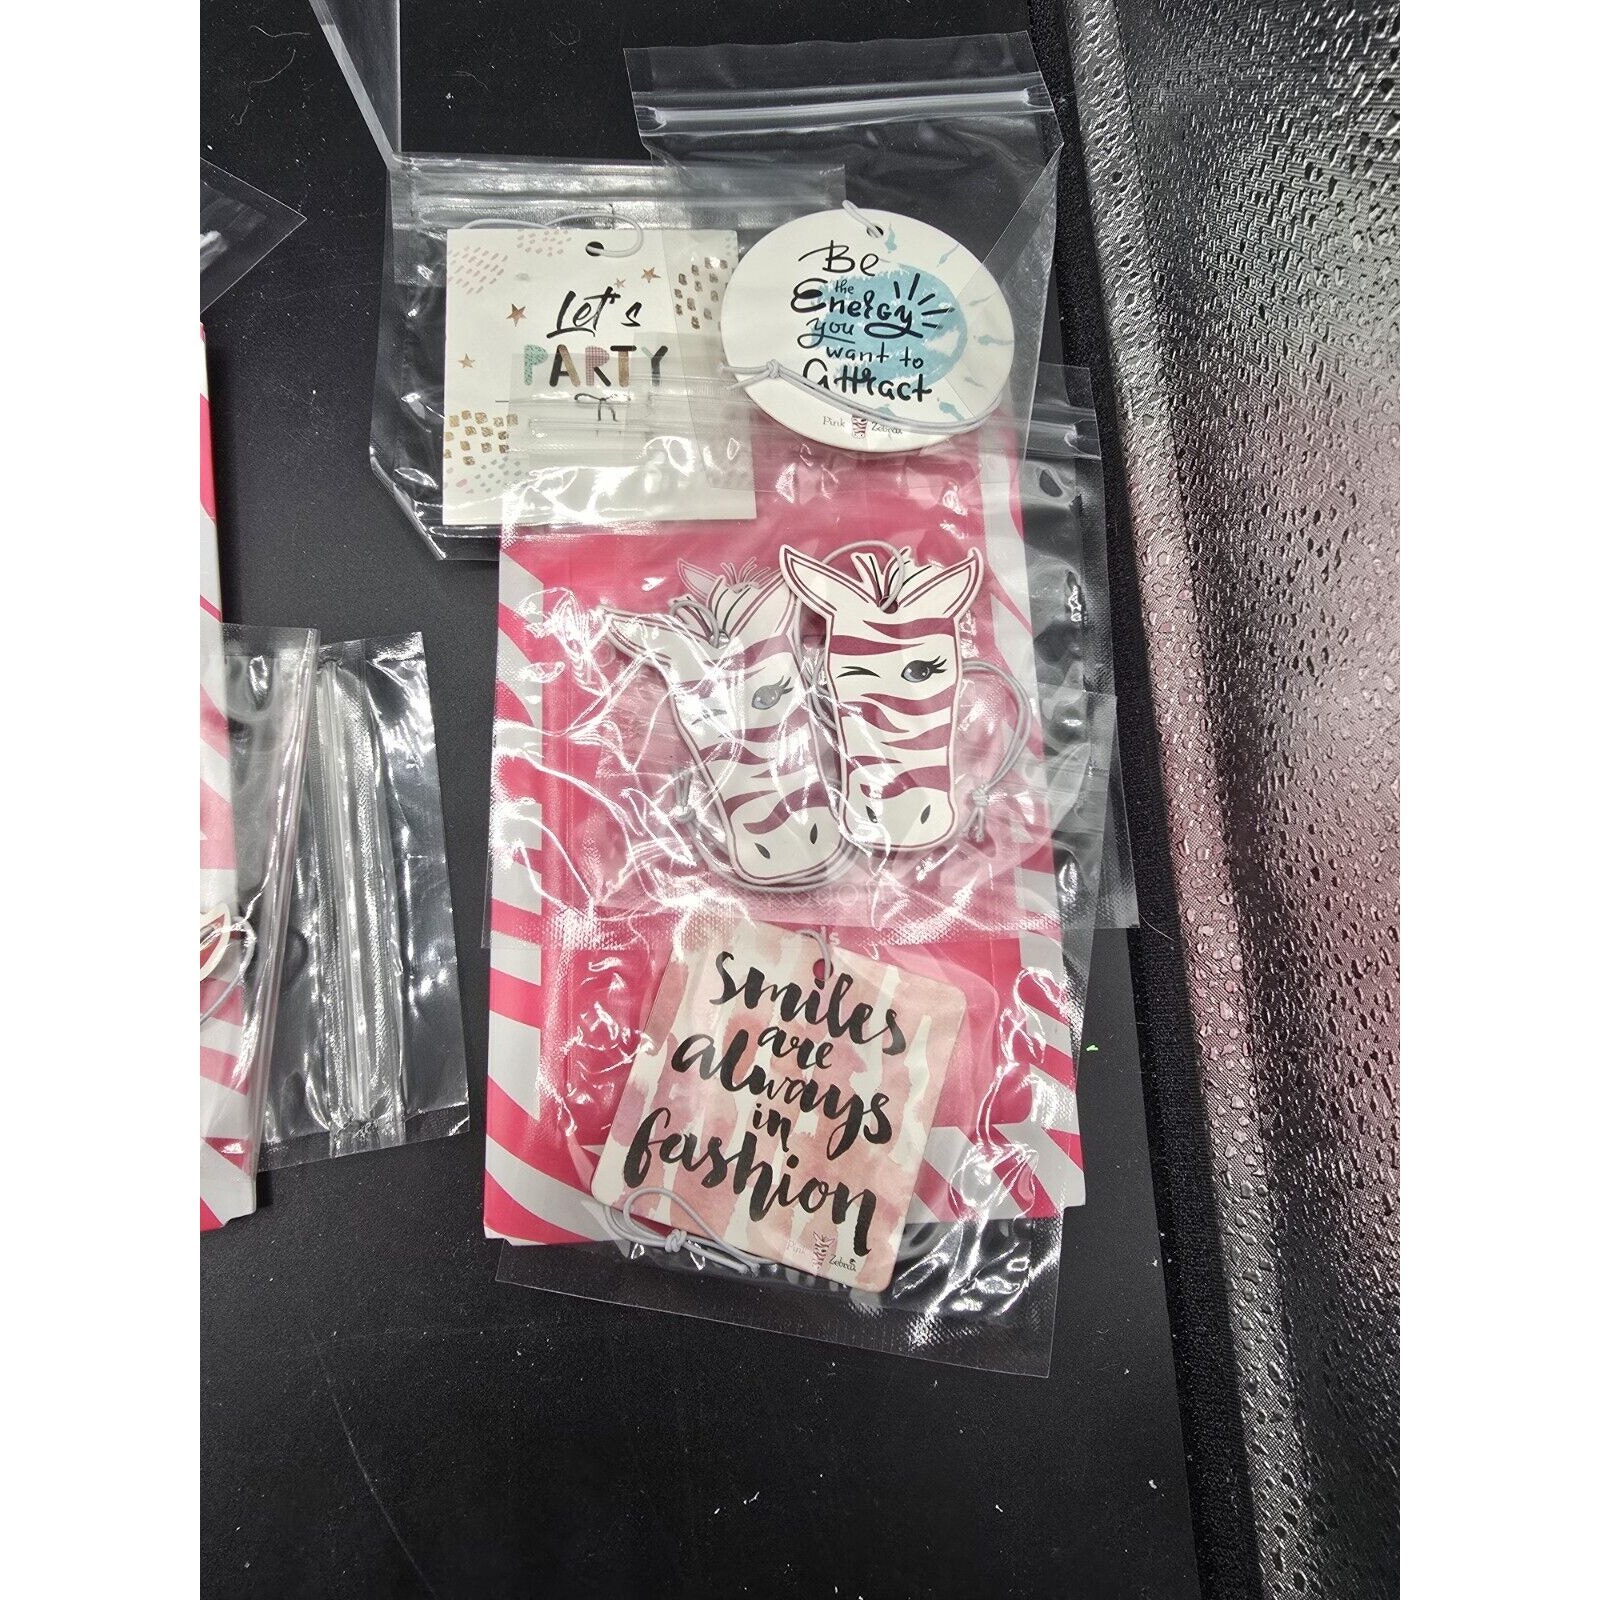 Let's
PARTY
Be
the
Energy
you
want to
attract
Pink Zebra
smiles
are
always
in
fashion
Pink Zebra